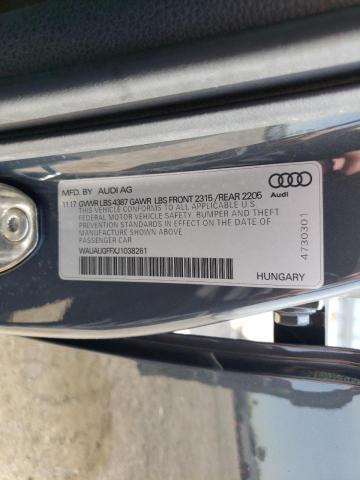 MFD. BY AUDI AG
11 17 GVWR LBS 4387 GAWR LBS FRONT 2315 / REAR 2205
THIS VEHICLE CONFORMS TO ALL APPLICABLE U.S
FEDERAL MOTOR VEHICLE SAFETY, BUMPER AND THEFT
PREVENTION STANDARDS IN EFFECT ON THE DATE OF
MANUFACTURE SHOWN ABOVE
PASSENGER CAR
WAUAUGFFXJ1038261
Audi
4730301
HUNGARY